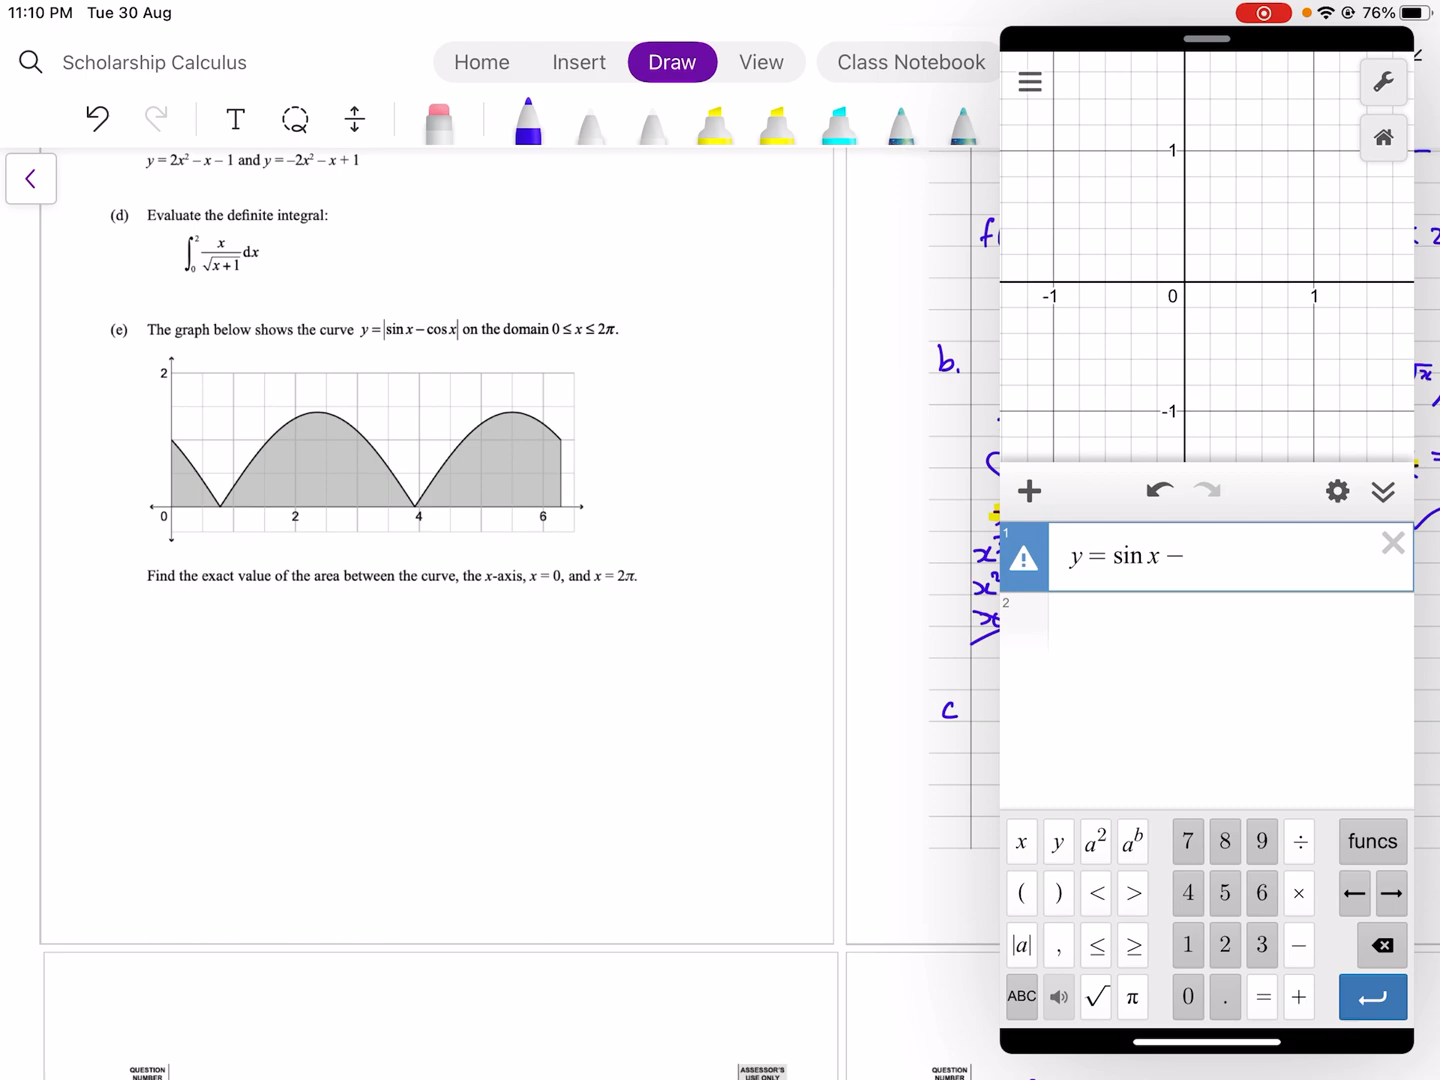 11:10 PM Tue 30 Aug
76%
Scholarship Calculus
Home Insert Draw View Class Notebook
T
y = 2x² – x – 1 and y = –2x² – x + 1
(d) Evaluate the definite integral:
∫₀² x/√(x+1) dx
(e) The graph below shows the curve y = |sin x – cos x| on the domain 0 ≤ x ≤ 2π.
2
0 2 4 6
Find the exact value of the area between the curve, the x-axis, x = 0, and x = 2π.
QUESTION NUMBER
ASSESSOR'S USE ONLY
QUESTION NUMBER
b.
c
1
-1 0 1
-1
1
y = sin x –
2
x y a² aᵇ 7 8 9 ÷ funcs
( ) < > 4 5 6 × ← →
|a| , ≤ ≥ 1 2 3 –
ABC √ π 0 . = +